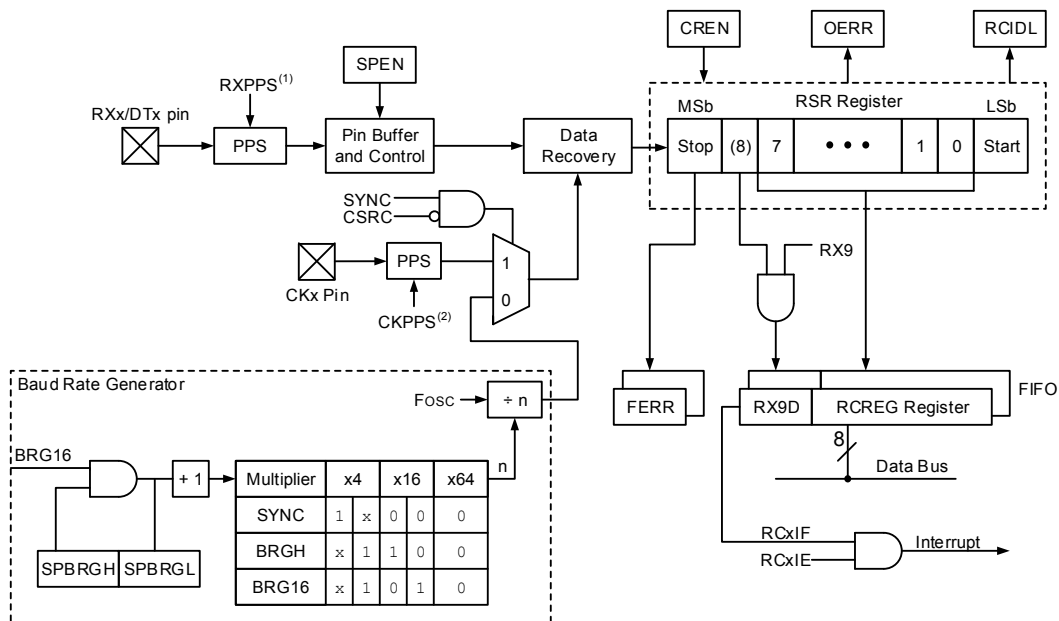 CREN
OERR
RCIDL
SPEN
RXPPS(1)
RXx/DTx pin
PPS
Pin Buffer
and Control
Data
Recovery
MSb
RSR Register
LSb
Stop (8) 7 • • • 1 0 Start
SYNC
CSRC
CKx Pin
PPS
CKPPS(2)
1
0
RX9
Baud Rate Generator
FOSC
÷ n
n
FERR
RX9D
RCREG Register
FIFO
8
Data Bus
BRG16
+ 1
SPBRGH
SPBRGL
Multiplier x4 x16 x64
SYNC 1 x 0 0 0
BRGH x 1 1 0 0
BRG16 x 1 0 1 0
RCxIF
RCxIE
Interrupt